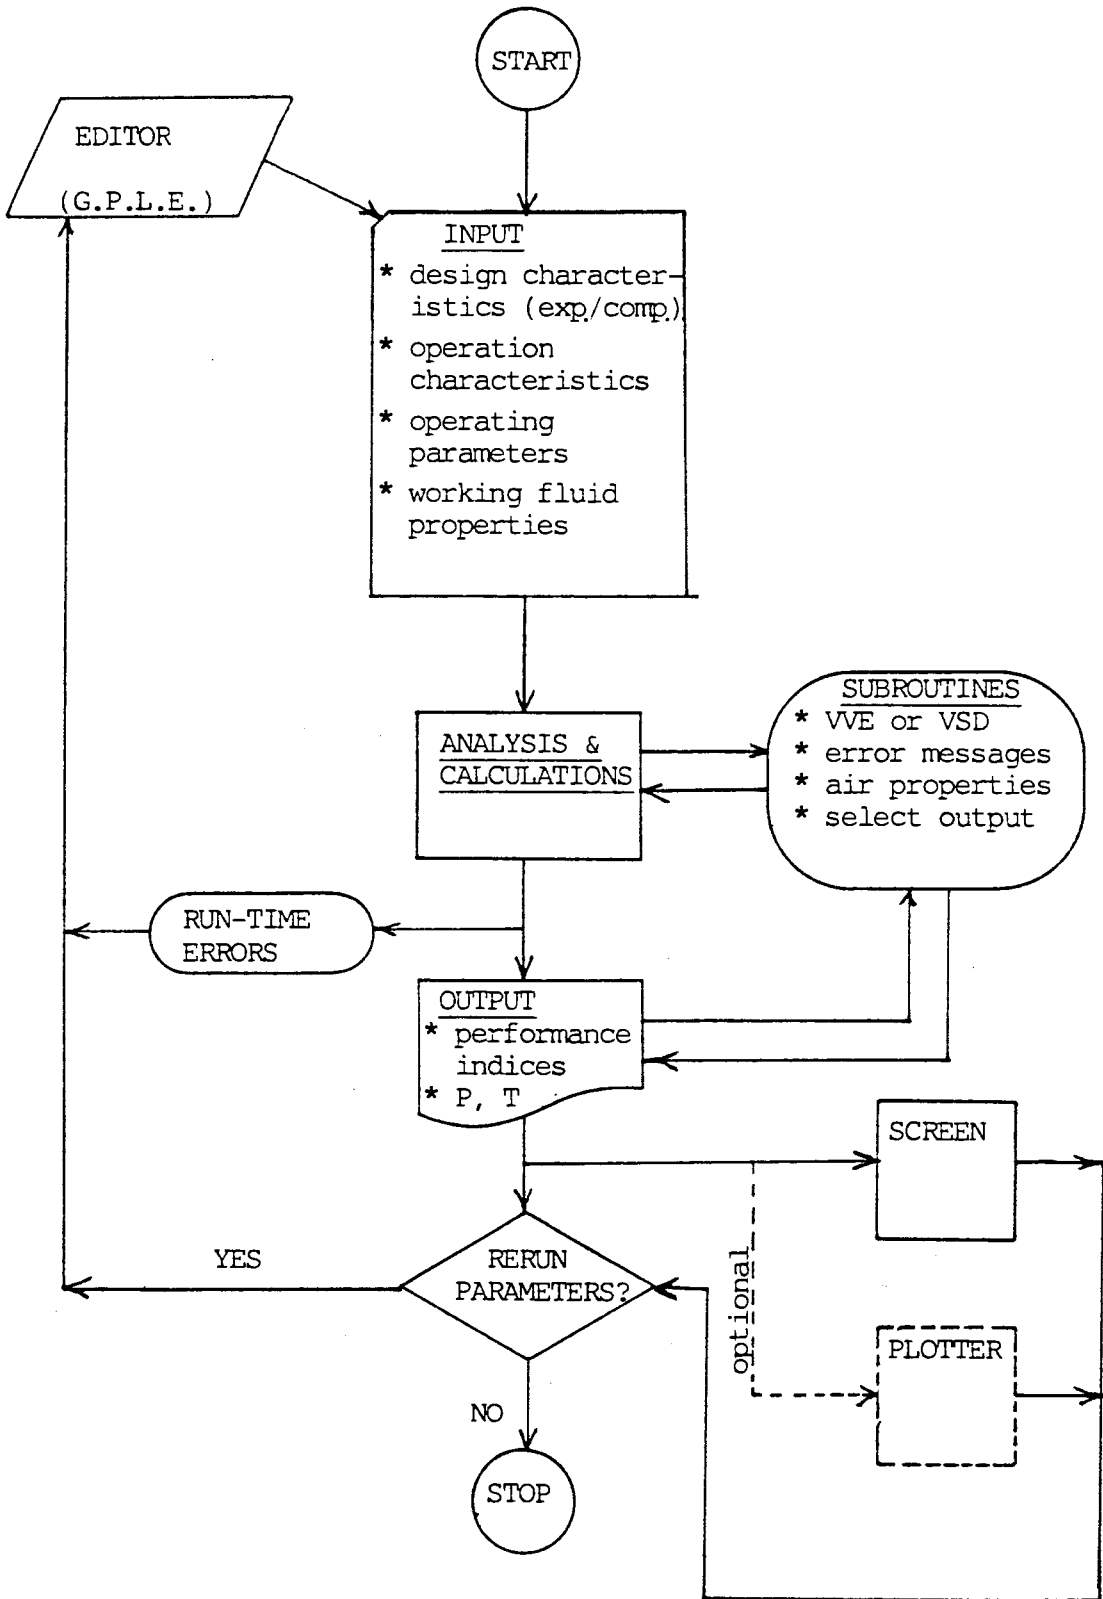 START
EDITOR
(G.P.L.E.)
INPUT
* design character-
istics (exp./comp.)
* operation
characteristics
* operating
parameters
* working fluid
properties
ANALYSIS &
CALCULATIONS
SUBROUTINES
* VVE or VSD
* error messages
* air properties
* select output
RUN-TIME
ERRORS
OUTPUT
* performance
indices
* P, T
SCREEN
optional
PLOTTER
YES
RERUN
PARAMETERS?
NO
STOP